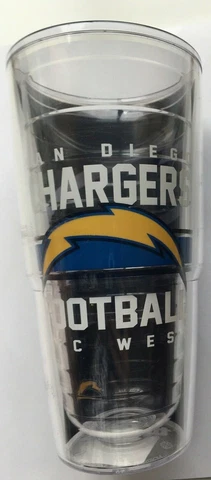 AN DIEG
HARGERS
OOTBAL
C WES